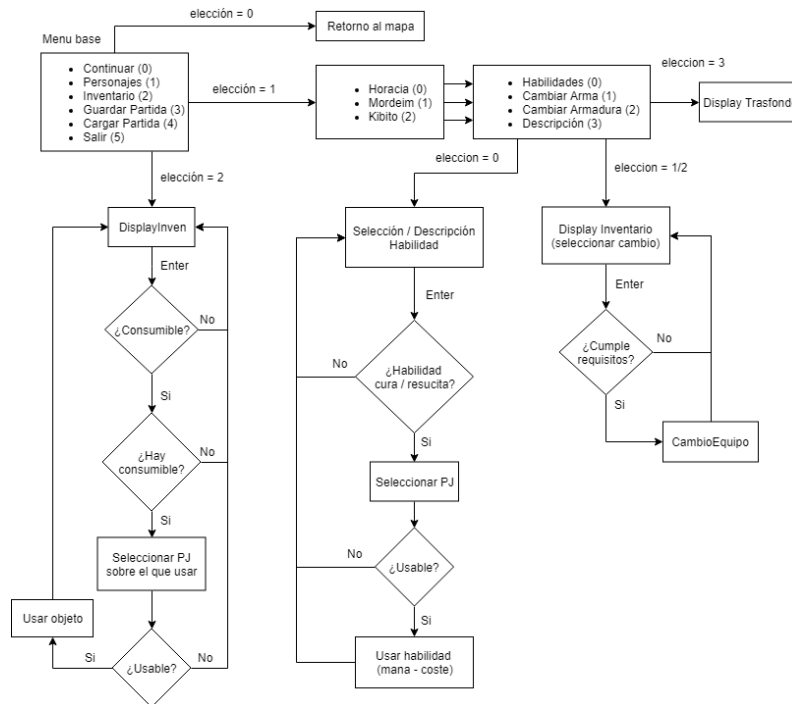 elección = 0
Retorno al mapa
Menu base
Continuar (0)
Personajes (1)
Inventario (2)
Guardar Partida (3)
Cargar Partida (4)
Salir (5)
elección = 1
Horacia (0)
Mordeim (1)
Kibito (2)
Habilidades (0)
Cambiar Arma (1)
Cambiar Armadura (2)
Descripción (3)
eleccion = 3
Display Trasfondo
elección = 2
eleccion = 0
eleccion = 1/2
DisplayInven
Enter
¿Consumible?
No
Si
¿Hay
consumible?
No
Si
Seleccionar PJ
sobre el que usar
Usar objeto
Si
¿Usable?
No
Selección / Descripción
Habilidad
Enter
¿Habilidad
cura / resucita?
No
Si
Seleccionar PJ
¿Usable?
No
Si
Usar habilidad
(mana - coste)
Display Inventario
(seleccionar cambio)
Enter
¿Cumple
requisitos?
No
Si
CambioEquipo